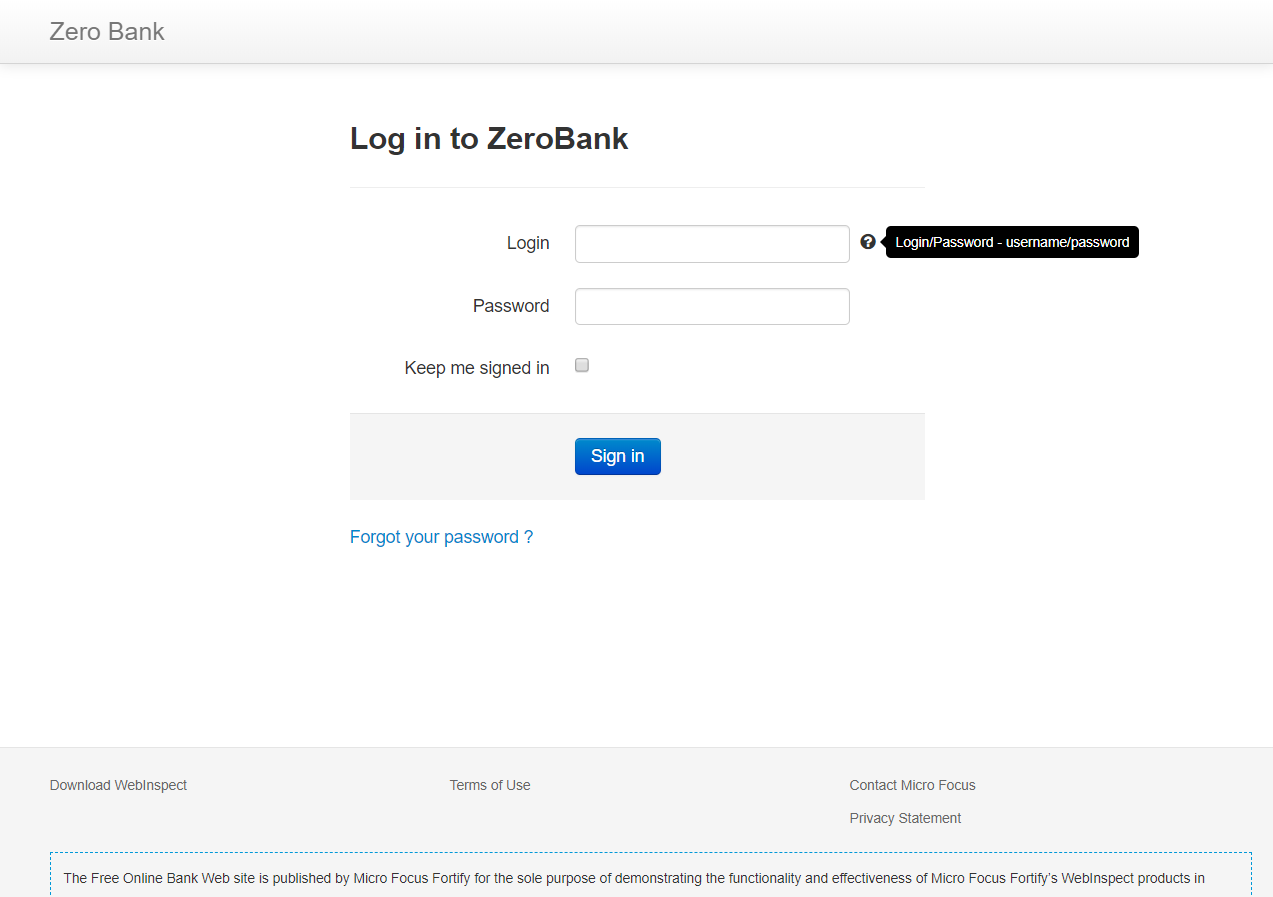 Zero Bank
Log in to ZeroBank
Login
Login/Password - username/password
Password
Keep me signed in
Sign in
Forgot your password ?
Download WebInspect
Terms of Use
Contact Micro Focus
Privacy Statement
The Free Online Bank Web site is published by Micro Focus Fortify for the sole purpose of demonstrating the functionality and effectiveness of Micro Focus Fortify's WebInspect products in